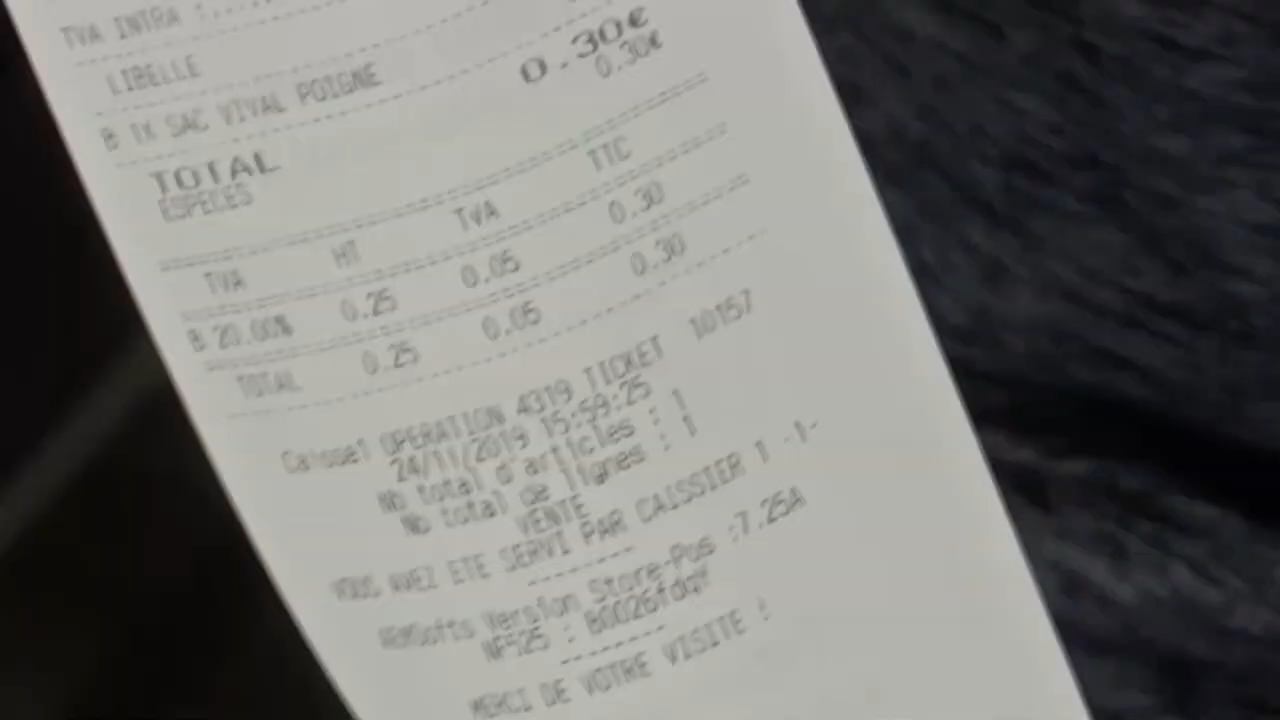 TVA INTRA :
LIBELLE
B 1X SAC VIVAL POIGNE 0.30€
TOTAL 0.30€
ESPECES
TVA HT TVA TTC
B 20.00% 0.25 0.05 0.30
TOTAL 0.25 0.05 0.30
Caisse1 OPERATION 4319 TICKET 10157
24/11/2019 15:59:25
Nb total d'articles : 1
Nb total de lignes : 1
VENTE
VOUS AVEZ ETE SERVI PAR CAISSIER 1 -1-
Version Store-Pos :7.25A
NF525 :
MERCI DE VOTRE VISITE !